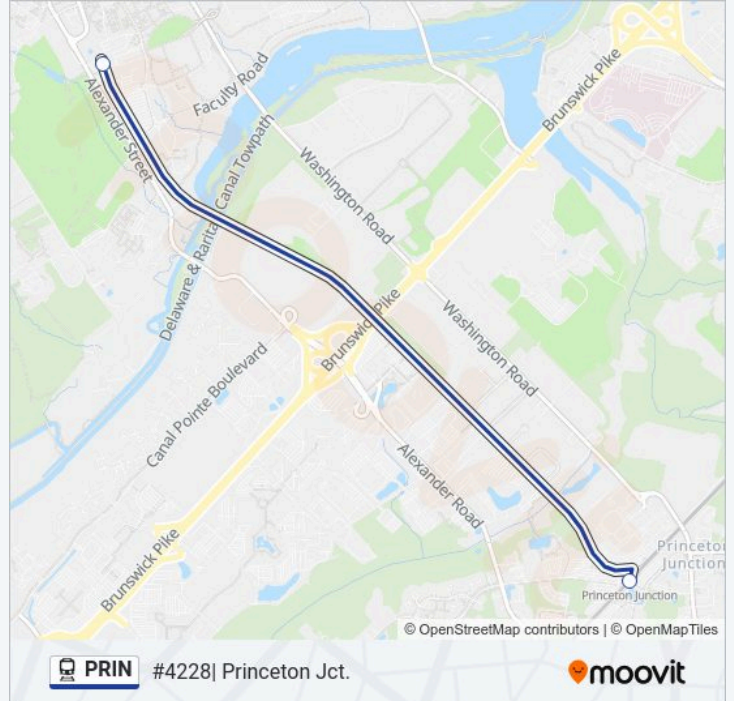 Faculty Road
Alexander Street
Brunswick Pike
Washington Road
Delaware & Raritan Canal Towpath
Brunswick Pike
Washington Road
Canal Pointe Boulevard
Alexander Road
Brunswick Pike
Princeton
Junction
Princeton Junction
© OpenStreetMap contributors | © OpenMapTiles
PRIN
#4228| Princeton Jct.
moovit